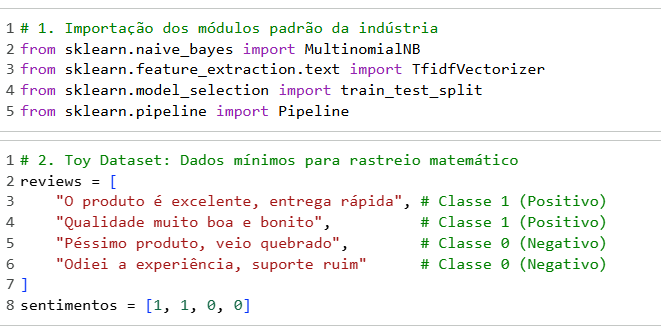 1 # 1. Importação dos módulos padrão da indústria
2 from sklearn.naive_bayes import MultinomialNB
3 from sklearn.feature_extraction.text import TfidfVectorizer
4 from sklearn.model_selection import train_test_split
5 from sklearn.pipeline import Pipeline
1 # 2. Toy Dataset: Dados mínimos para rastreio matemático
2 reviews = [
3     "O produto é excelente, entrega rápida", # Classe 1 (Positivo)
4     "Qualidade muito boa e bonito",          # Classe 1 (Positivo)
5     "Péssimo produto, veio quebrado",        # Classe 0 (Negativo)
6     "Odiei a experiência, suporte ruim"      # Classe 0 (Negativo)
7 ]
8 sentimentos = [1, 1, 0, 0]